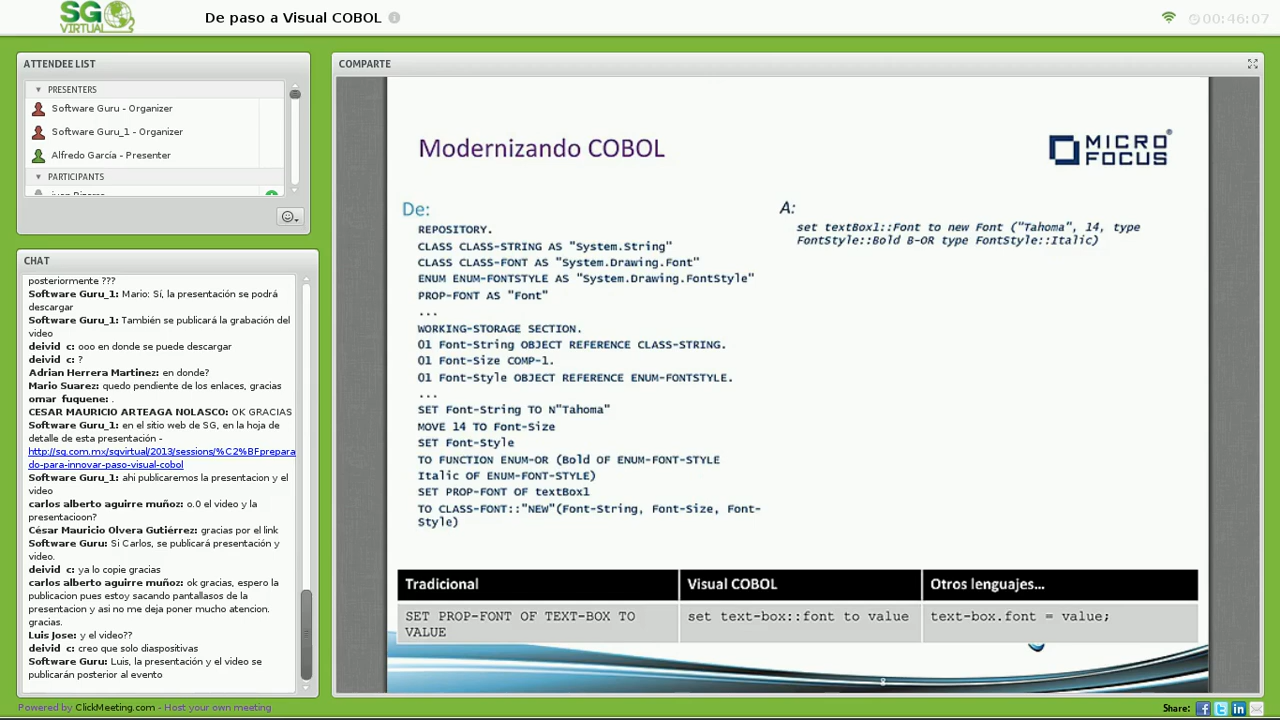 SG
VIRTUAL
De paso a Visual COBOL
00:46:07
ATTENDEE LIST
PRESENTERS
Software Guru - Organizer
Software Guru_1 - Organizer
Alfredo García - Presenter
PARTICIPANTS
CHAT
posteriormente ???
Software Guru_1: Mario: Sí, la presentación se podrá
descargar
Software Guru_1: También se publicará la grabación del
video
deivid c: ooo en donde se puede descargar
deivid c: ?
Adrian Herrera Martinez: en donde?
Mario Suarez: quedo pendiente de los enlaces, gracias
omar fuquene: .
CESAR MAURICIO ARTEAGA NOLASCO: OK GRACIAS
Software Guru_1: en el sitio web de SG, en la hoja de
detalle de esta presentación -
http://sg.com.mx/sgvirtual/2013/sessions/%C2%BFprepara
do-para-innovar-paso-visual-cobol
Software Guru_1: ahi publicaremos la presentacion y el
video
carlos alberto aguirre muñoz: o.0 el video y la
presentacioon?
César Mauricio Olvera Gutiérrez: gracias por el link
Software Guru: Si Carlos, se publicará presentación y
video.
deivid c: ya lo copie gracias
carlos alberto aguirre muñoz: ok gracias, espero la
publicacion pues estoy sacando pantallasos de la
presentacion y asi no me deja poner mucho atencion.
gracias.
Luis Jose: y el video??
deivid c: creo que solo diaspositivas
Software Guru: Luis, la presentación y el video se
publicarán posterior al evento
COMPARTE
Modernizando COBOL
MICRO
FOCUS®
De:
REPOSITORY.
CLASS CLASS-STRING AS "System.String"
CLASS CLASS-FONT AS "System.Drawing.Font"
ENUM ENUM-FONTSTYLE AS "System.Drawing.FontStyle"
PROP-FONT AS "Font"
...
WORKING-STORAGE SECTION.
01 Font-String OBJECT REFERENCE CLASS-STRING.
01 Font-Size COMP-1.
01 Font-Style OBJECT REFERENCE ENUM-FONTSTYLE.
...
SET Font-String TO N"Tahoma"
MOVE 14 TO Font-Size
SET Font-Style
TO FUNCTION ENUM-OR (Bold OF ENUM-FONT-STYLE
Italic OF ENUM-FONT-STYLE)
SET PROP-FONT OF textBox1
TO CLASS-FONT::"NEW"(Font-String, Font-Size, Font-
Style)
A:
set textBox1::Font to new Font ("Tahoma", 14, type
FontStyle::Bold B-OR type FontStyle::Italic)
Tradicional
Visual COBOL
Otros lenguajes...
SET PROP-FONT OF TEXT-BOX TO
VALUE
set text-box::font to value
text-box.font = value;
8
Powered by ClickMeeting.com - Host your own meeting
Share: